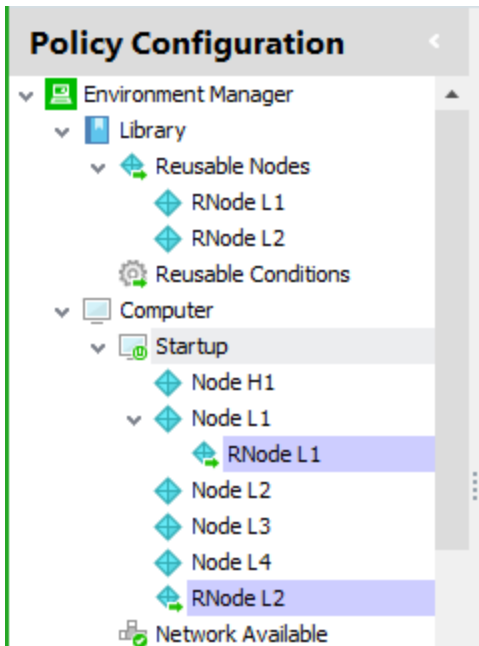 Policy Configuration
Environment Manager
Library
Reusable Nodes
RNode L1
RNode L2
Reusable Conditions
Computer
Startup
Node H1
Node L1
RNode L1
Node L2
Node L3
Node L4
RNode L2
Network Available